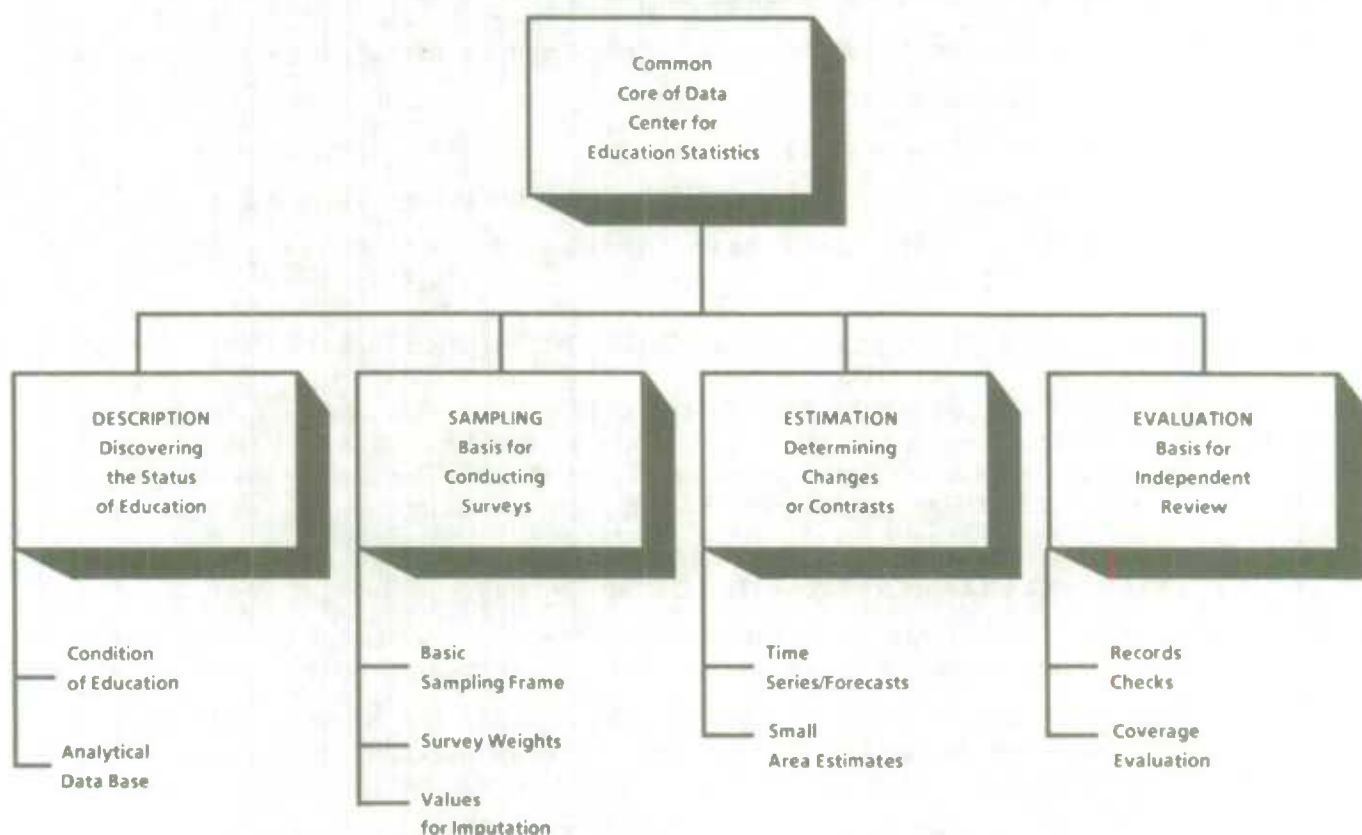 Common
Core of Data
Center for
Education Statistics
DESCRIPTION
Discovering
the Status
of Education
SAMPLING
Basis for
Conducting
Surveys
ESTIMATION
Determining
Changes
or Contrasts
EVALUATION
Basis for
Independent
Review
Condition
of Education
Analytical
Data Base
Basic
Sampling Frame
Survey Weights
Values
for Imputation
Time
Series/Forecasts
Small
Area Estimates
Records
Checks
Coverage
Evaluation